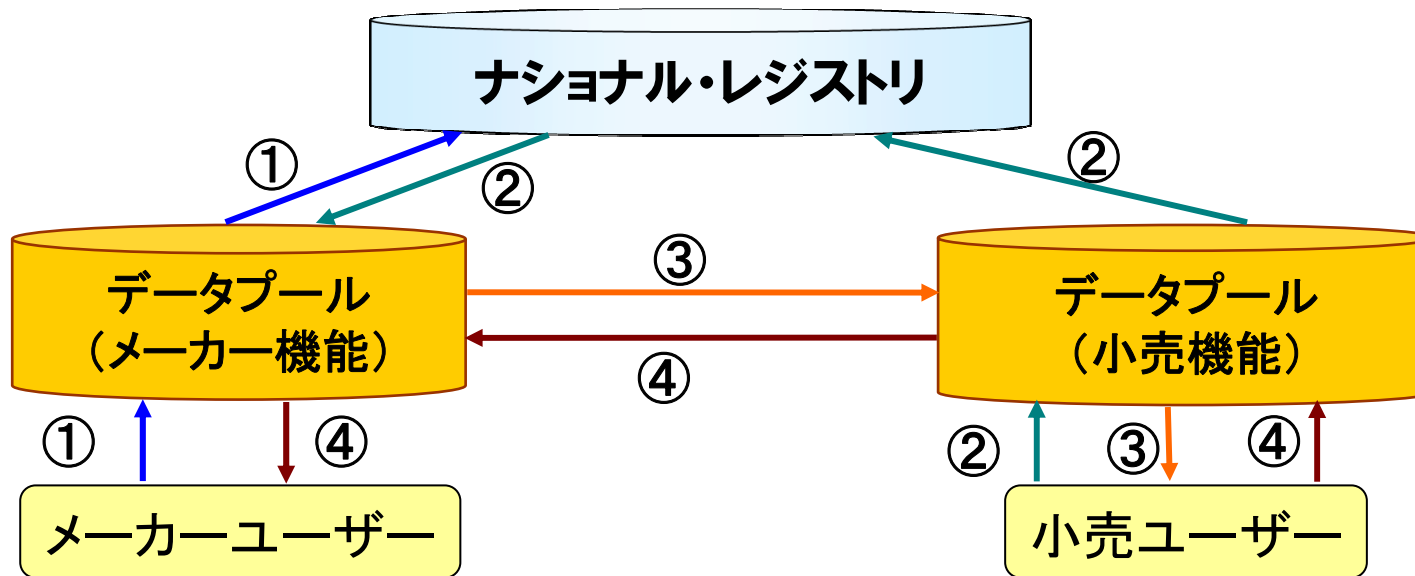 ナショナル・レジストリ
①
②
②
データプール
（メーカー機能）
③
④
データプール
（小売機能）
①
④
②
③
④
メーカーユーザー
小売ユーザー